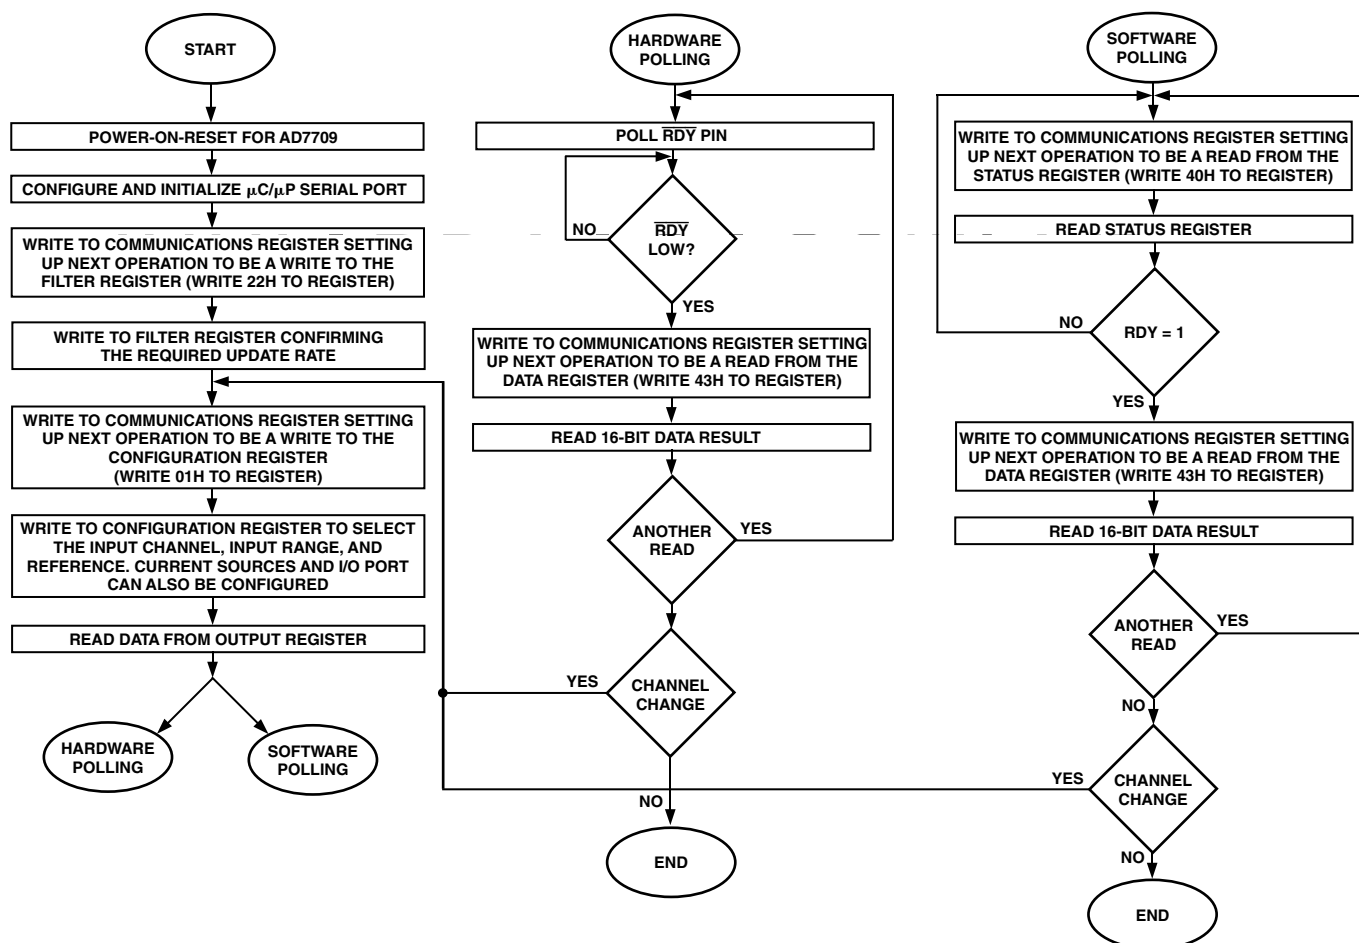 START
POWER-ON-RESET FOR AD7709
CONFIGURE AND INITIALIZE μC/μP SERIAL PORT
WRITE TO COMMUNICATIONS REGISTER SETTING
UP NEXT OPERATION TO BE A WRITE TO THE
FILTER REGISTER (WRITE 22H TO REGISTER)
WRITE TO FILTER REGISTER CONFIRMING
THE REQUIRED UPDATE RATE
WRITE TO COMMUNICATIONS REGISTER SETTING
UP NEXT OPERATION TO BE A WRITE TO THE
CONFIGURATION REGISTER
(WRITE 01H TO REGISTER)
WRITE TO CONFIGURATION REGISTER TO SELECT
THE INPUT CHANNEL, INPUT RANGE, AND
REFERENCE. CURRENT SOURCES AND I/O PORT
CAN ALSO BE CONFIGURED
READ DATA FROM OUTPUT REGISTER
HARDWARE
POLLING
SOFTWARE
POLLING
HARDWARE
POLLING
POLL RDY PIN
RDY
LOW?
NO
YES
WRITE TO COMMUNICATIONS REGISTER SETTING
UP NEXT OPERATION TO BE A READ FROM THE
DATA REGISTER (WRITE 43H TO REGISTER)
READ 16-BIT DATA RESULT
ANOTHER
READ
YES
CHANNEL
CHANGE
YES
NO
END
SOFTWARE
POLLING
WRITE TO COMMUNICATIONS REGISTER SETTING
UP NEXT OPERATION TO BE A READ FROM THE
STATUS REGISTER (WRITE 40H TO REGISTER)
READ STATUS REGISTER
RDY = 1
NO
YES
WRITE TO COMMUNICATIONS REGISTER SETTING
UP NEXT OPERATION TO BE A READ FROM THE
DATA REGISTER (WRITE 43H TO REGISTER)
READ 16-BIT DATA RESULT
ANOTHER
READ
YES
NO
CHANNEL
CHANGE
YES
NO
END